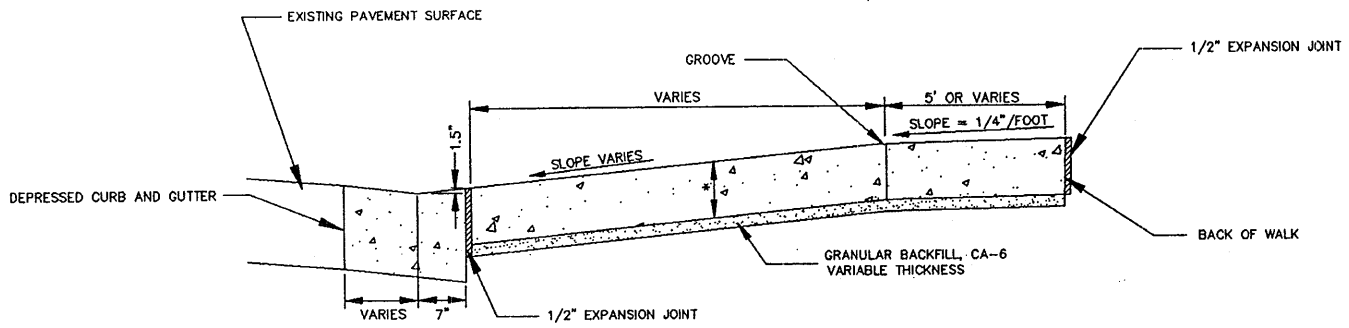 EXISTING PAVEMENT SURFACE
1/2" EXPANSION JOINT
GROOVE
VARIES
5' OR VARIES
SLOPE = 1/4"/FOOT
1.5"
SLOPE VARIES
*
DEPRESSED CURB AND GUTTER
BACK OF WALK
GRANULAR BACKFILL, CA-6
VARIABLE THICKNESS
VARIES
7"
1/2" EXPANSION JOINT